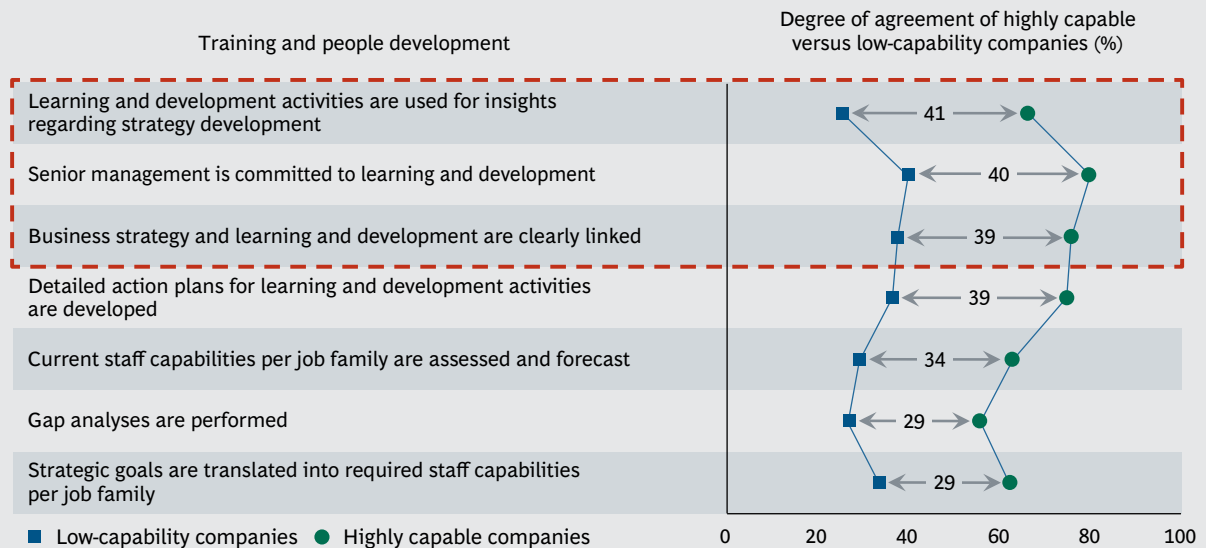 Training and people development
Degree of agreement of highly capable
versus low-capability companies (%)
Learning and development activities are used for insights
regarding strategy development
41
Senior management is committed to learning and development
40
Business strategy and learning and development are clearly linked
39
Detailed action plans for learning and development activities
are developed
39
Current staff capabilities per job family are assessed and forecast
34
Gap analyses are performed
29
Strategic goals are translated into required staff capabilities
per job family
29
Low-capability companies Highly capable companies
0 20 40 60 80 100